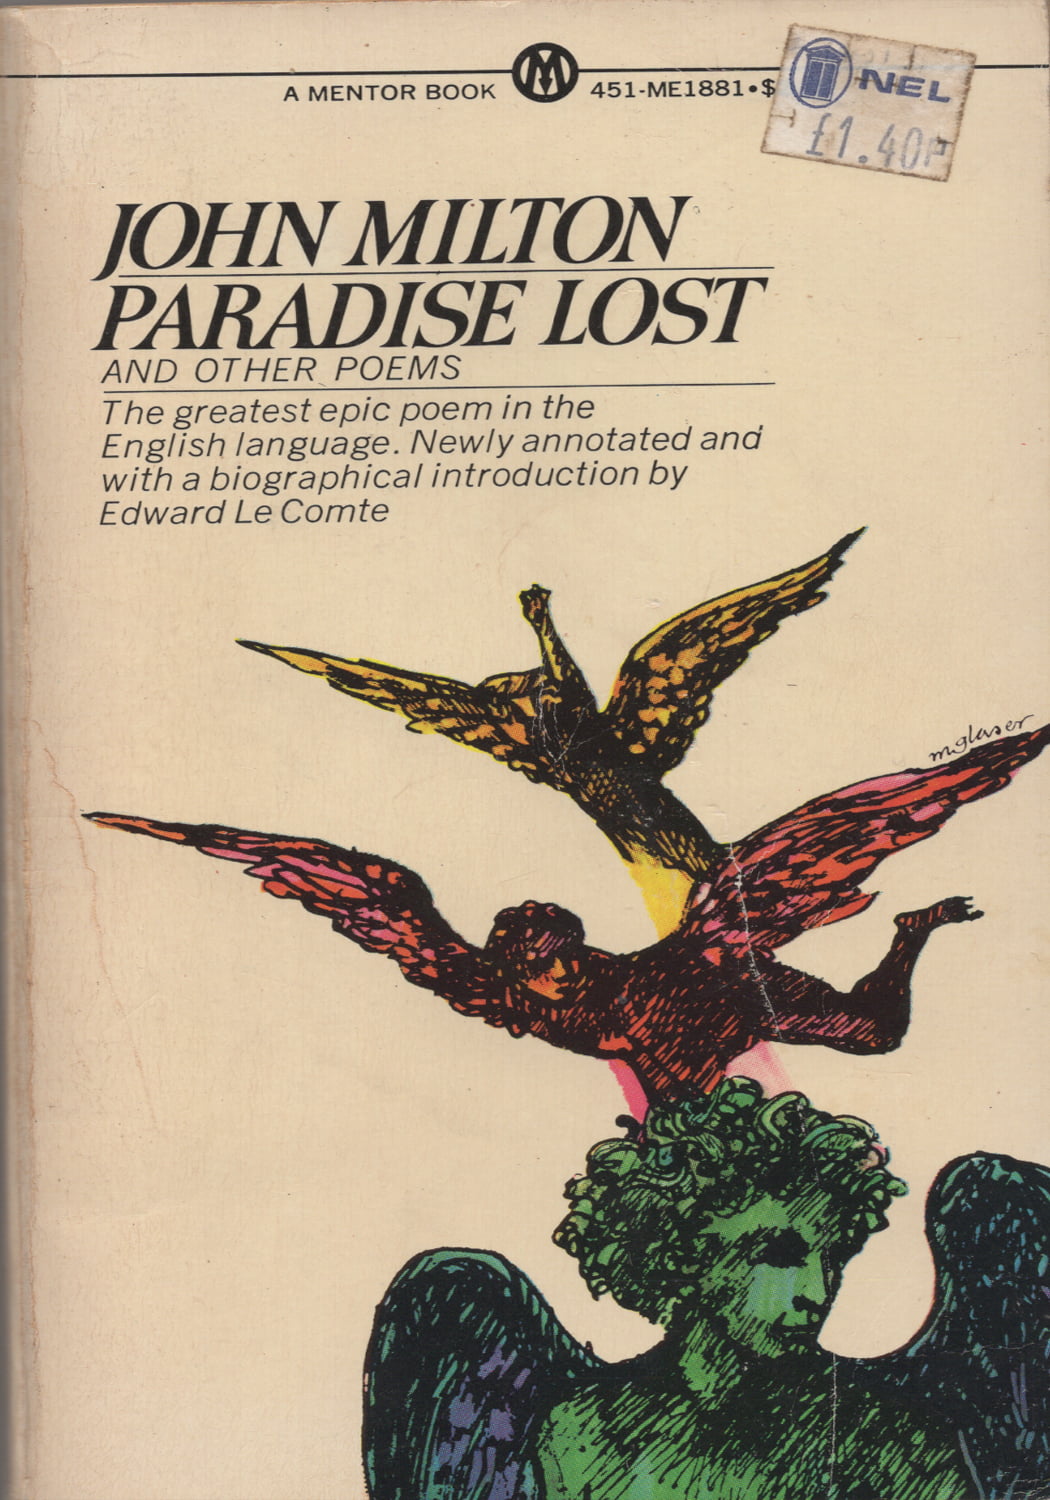 A MENTOR BOOK M 451-ME1881•$
NEL
£1.40P
JOHN MILTON
PARADISE LOST
AND OTHER POEMS
The greatest epic poem in the
English language. Newly annotated and
with a biographical introduction by
Edward Le Comte
m.glaser